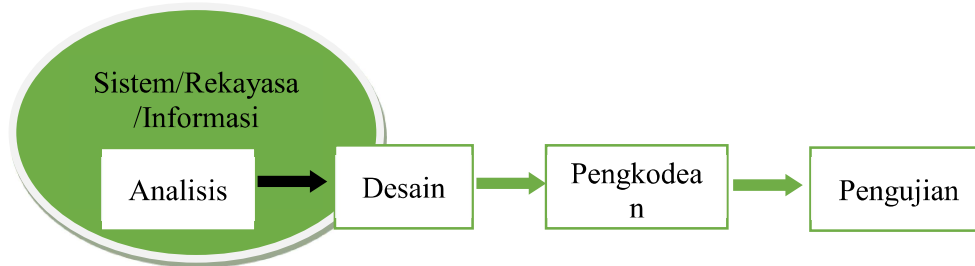 Sistem/Rekayasa
/Informasi
Analisis
Desain
Pengkodea
n
Pengujian